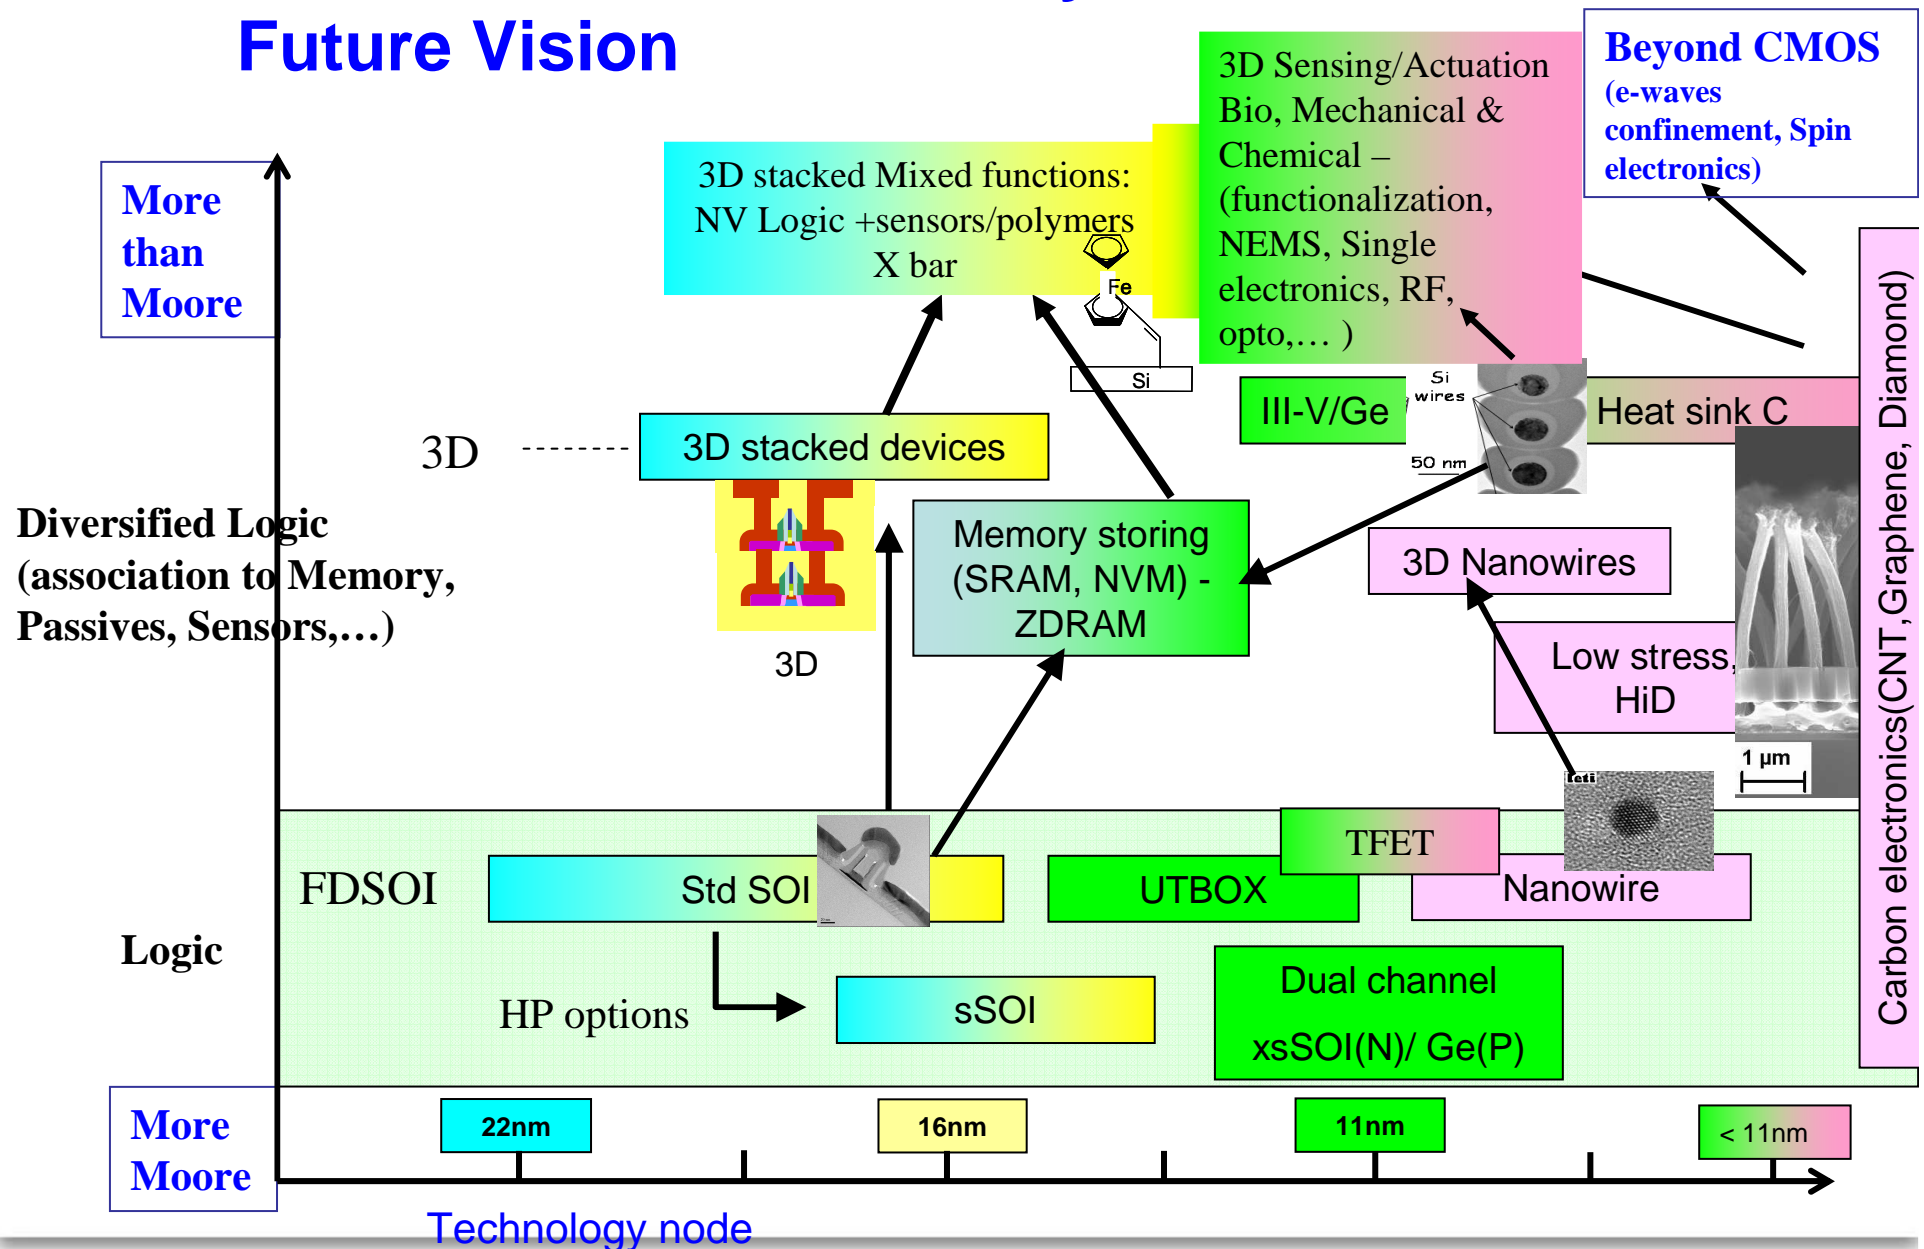 Future Vision
Beyond CMOS
(e-waves
confinement, Spin
electronics)
3D Sensing/Actuation
Bio, Mechanical &
Chemical –
(functionalization,
NEMS, Single
electronics, RF,
opto,… )
3D stacked Mixed functions:
NV Logic +sensors/polymers
X bar
More
than
Moore
Fe
Si
Si
wires
50 nm
III-V/Ge
Heat sink C
3D
3D stacked devices
Diversified Logic
(association to Memory,
Passives, Sensors,…)
Memory storing
(SRAM, NVM) -
ZDRAM
3D
3D Nanowires
Low stress,
HiD
1 µm
Carbon electronics(CNT,Graphene, Diamond)
leti
TFET
FDSOI
Std SOI
UTBOX
Nanowire
Logic
HP options
sSOI
Dual channel
xsSOI(N)/ Ge(P)
More
Moore
22nm
16nm
11nm
< 11nm
Technology node